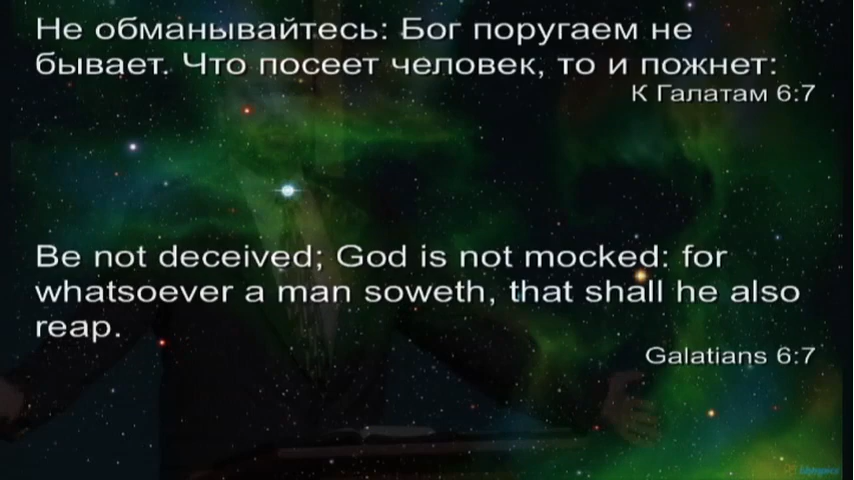 Не обманывайтесь: Бог поругаем не
бывает. Что посеет человек, то и пожнет:
К Галатам 6:7
Be not deceived; God is not mocked: for
whatsoever a man soweth, that shall he also
reap.
Galatians 6:7